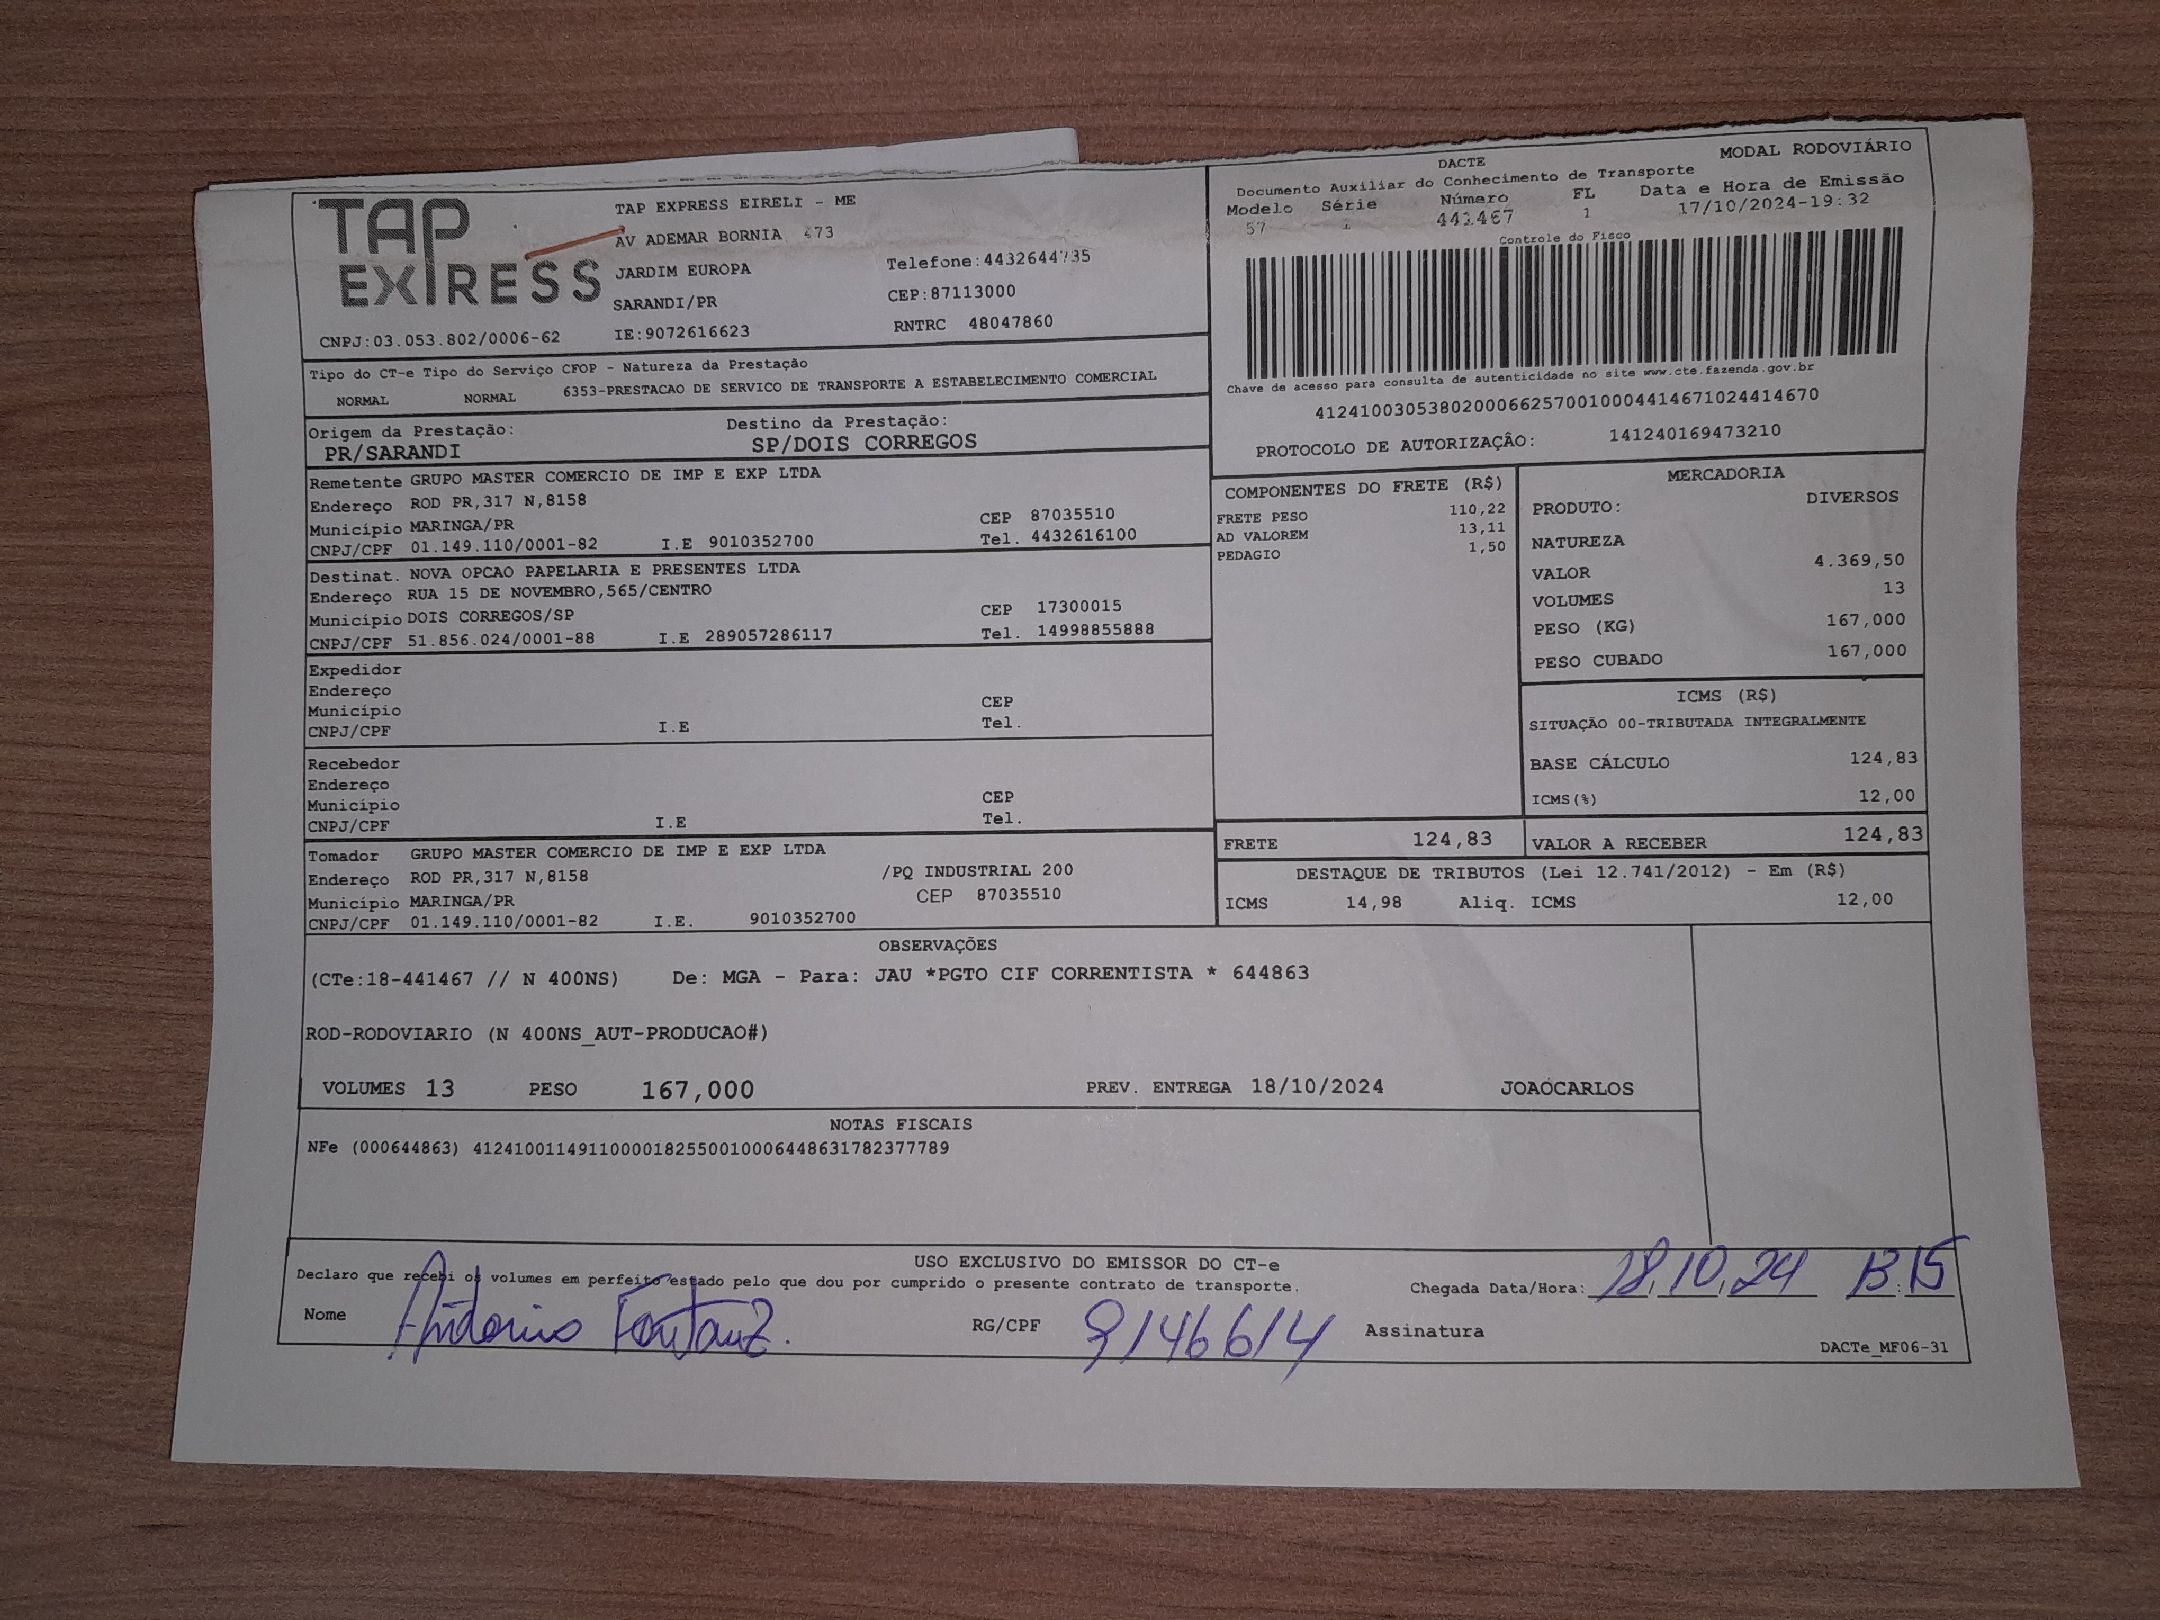 TAP EXPRESS
TAP EXPRESS EIRELI - ME
AV ADEMAR BORNIA 473
JARDIM EUROPA Telefone:4432644735
SARANDI/PR CEP:87113000
CNPJ:03.053.802/0006-62 IE:9072616623 RNTRC 48047860
DACTE MODAL RODOVIÁRIO
Documento Auxiliar do Conhecimento de Transporte
Modelo Série Número FL Data e Hora de Emissão
57 1 441467 1 17/10/2024-19:32
Controle do Fisco
Chave de acesso para consulta de autenticidade no site www.cte.fazenda.gov.br
41241003053802000662570010004414671024414670
PROTOCOLO DE AUTORIZAÇÂO: 141240169473210
Tipo do CT-e Tipo do Serviço CFOP - Natureza da Prestação
NORMAL NORMAL 6353-PRESTACAO DE SERVICO DE TRANSPORTE A ESTABELECIMENTO COMERCIAL
Origem da Prestação: Destino da Prestação:
PR/SARANDI SP/DOIS CORREGOS
Remetente GRUPO MASTER COMERCIO DE IMP E EXP LTDA
Endereço ROD PR,317 N,8158
Município MARINGA/PR CEP 87035510
CNPJ/CPF 01.149.110/0001-82 I.E 9010352700 Tel. 4432616100
Destinat. NOVA OPCAO PAPELARIA E PRESENTES LTDA
Endereço RUA 15 DE NOVEMBRO,565/CENTRO
Município DOIS CORREGOS/SP CEP 17300015
CNPJ/CPF 51.856.024/0001-88 I.E 289057286117 Tel. 14998855888
Expedidor
Endereço
Município CEP
CNPJ/CPF I.E Tel.
Recebedor
Endereço
Município CEP
CNPJ/CPF I.E Tel.
Tomador GRUPO MASTER COMERCIO DE IMP E EXP LTDA
Endereço ROD PR,317 N,8158 /PQ INDUSTRIAL 200
Município MARINGA/PR CEP 87035510
CNPJ/CPF 01.149.110/0001-82 I.E. 9010352700
COMPONENTES DO FRETE (R$)
FRETE PESO 110,22
AD VALOREM 13,11
PEDAGIO 1,50
MERCADORIA
PRODUTO: DIVERSOS
NATUREZA
VALOR 4.369,50
VOLUMES 13
PESO (KG) 167,000
PESO CUBADO 167,000
ICMS (R$)
SITUAÇÃO 00-TRIBUTADA INTEGRALMENTE
BASE CÁLCULO 124,83
ICMS(%) 12,00
FRETE 124,83 VALOR A RECEBER 124,83
DESTAQUE DE TRIBUTOS (Lei 12.741/2012) - Em (R$)
ICMS 14,98 Aliq. ICMS 12,00
OBSERVAÇÕES
(CTe:18-441467 // N 400NS) De: MGA - Para: JAU *PGTO CIF CORRENTISTA * 644863
ROD-RODOVIARIO (N 400NS_AUT-PRODUCAO#)
VOLUMES 13 PESO 167,000 PREV. ENTREGA 18/10/2024 JOAOCARLOS
NOTAS FISCAIS
NFe (000644863) 41241001149110000182550010006448631782377789
USO EXCLUSIVO DO EMISSOR DO CT-e
Declaro que recebi os volumes em perfeito estado pelo que dou por cumprido o presente contrato de transporte. Chegada Data/Hora: 18.10.24 13:15
Nome Antonio RG/CPF 9146614 Assinatura
DACTe_MF06-31